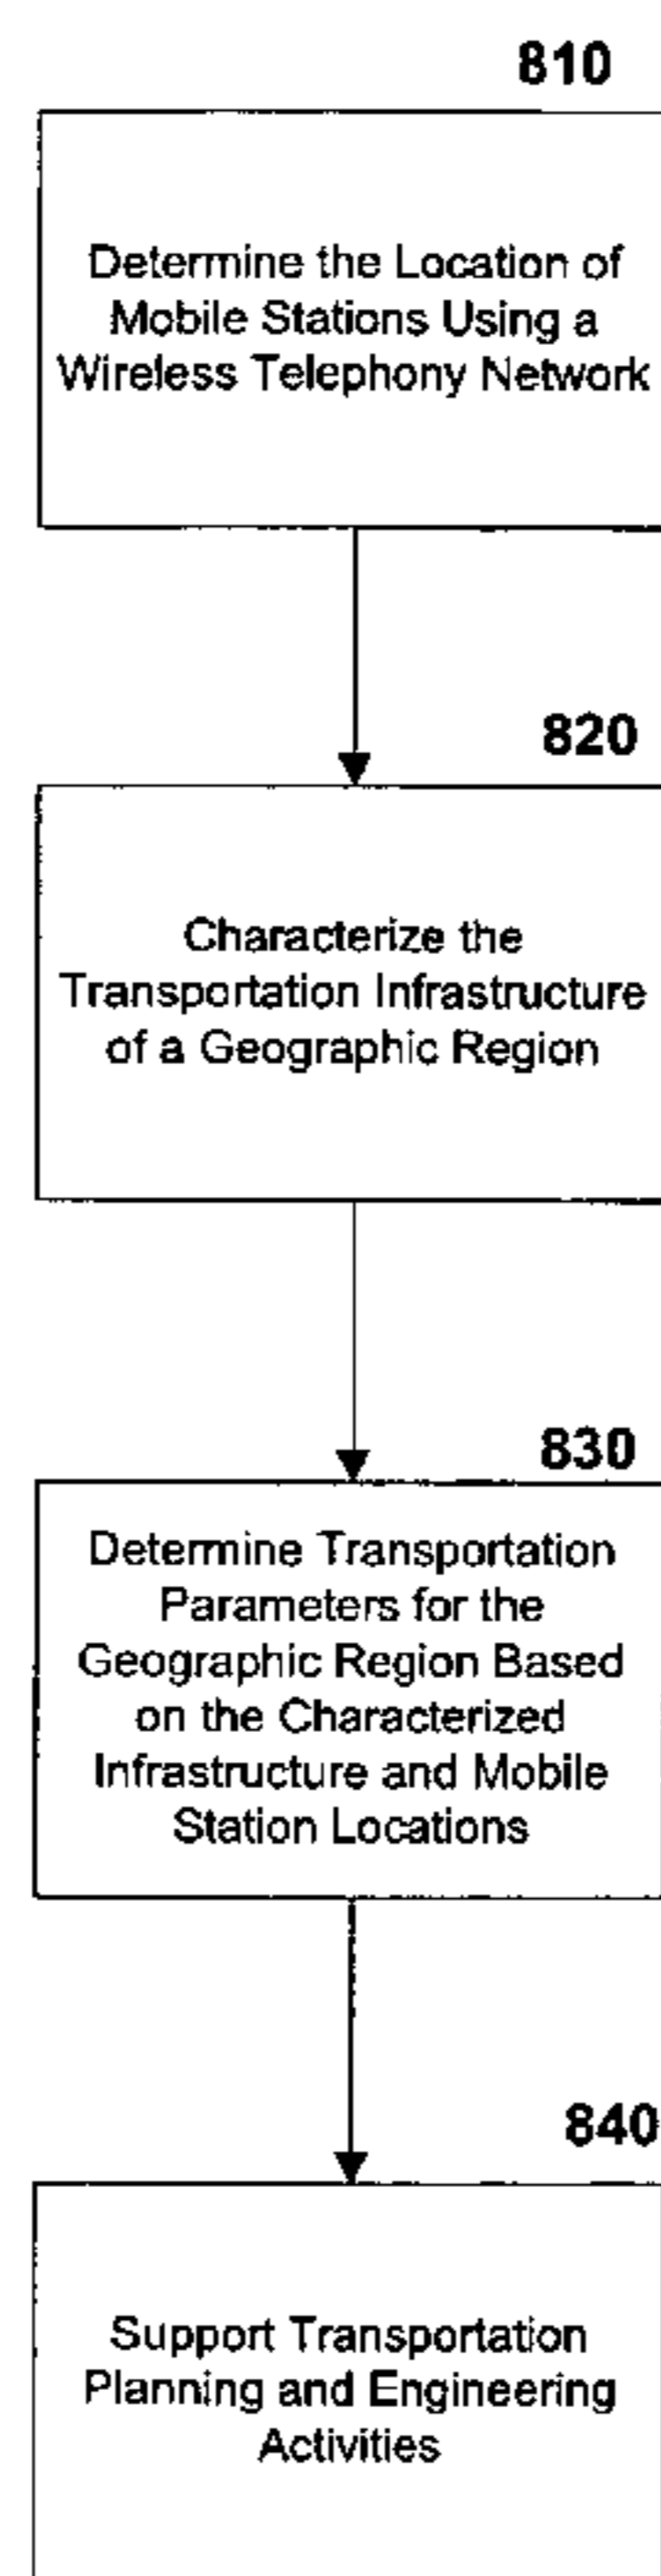 810
Determine the Location of
Mobile Stations Using a
Wireless Telephony Network
820
Characterize the
Transportation Infrastructure
of a Geographic Region
830
Determine Transportation
Parameters for the
Geographic Region Based
on the Characterized
Infrastructure and Mobile
Station Locations
840
Support Transportation
Planning and Engineering
Activities